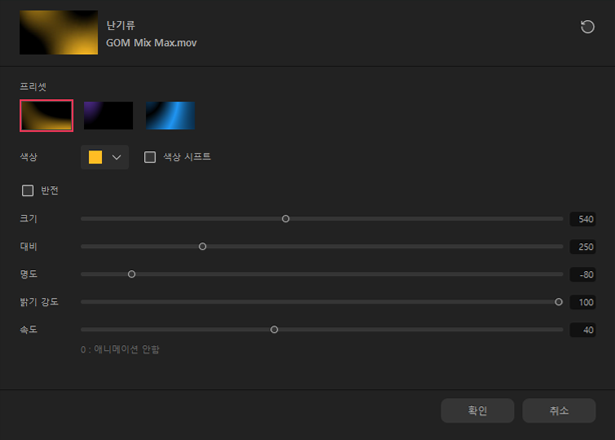 난기류
GOM Mix Max.mov
프리셋
색상
색상 시프트
반전
크기 540
대비 250
명도 -80
밝기 강도 100
속도 40
0 : 애니메이션 안함
확인 취소